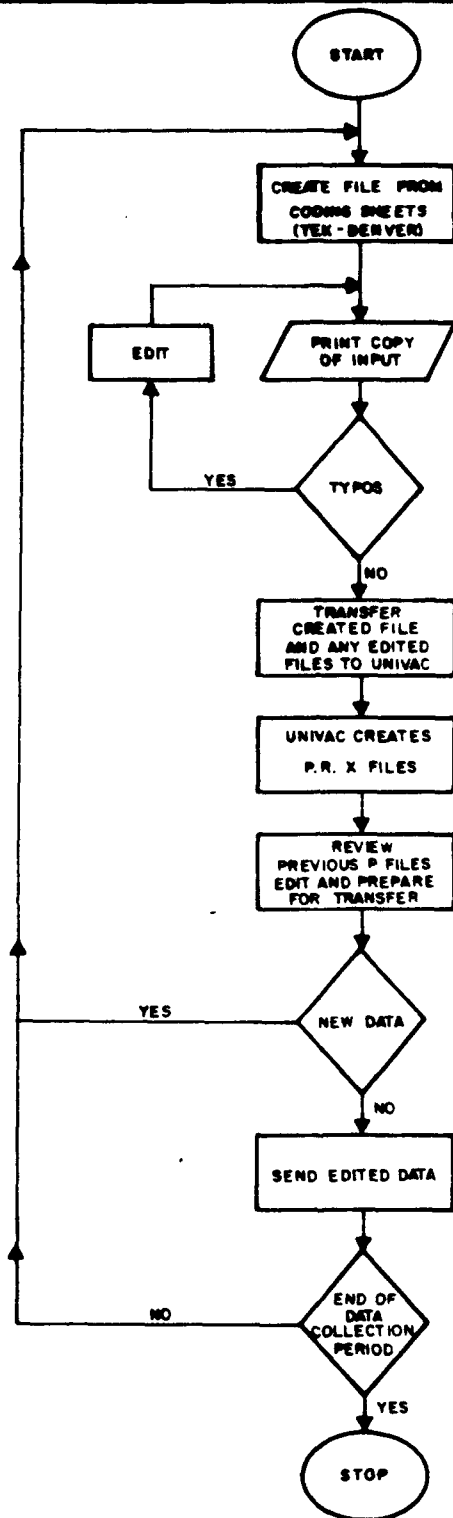 START
CREATE FILE FROM
CODING SHEETS
(TEK-DENVER)
EDIT
PRINT COPY
OF INPUT
YES
TYPOS
NO
TRANSFER
CREATED FILE
AND ANY EDITED
FILES TO UNIVAC
UNIVAC CREATES
P.R. X FILES
REVIEW
PREVIOUS P FILES
EDIT AND PREPARE
FOR TRANSFER
YES
NEW DATA
NO
SEND EDITED DATA
NO
END OF
DATA
COLLECTION
PERIOD
YES
STOP